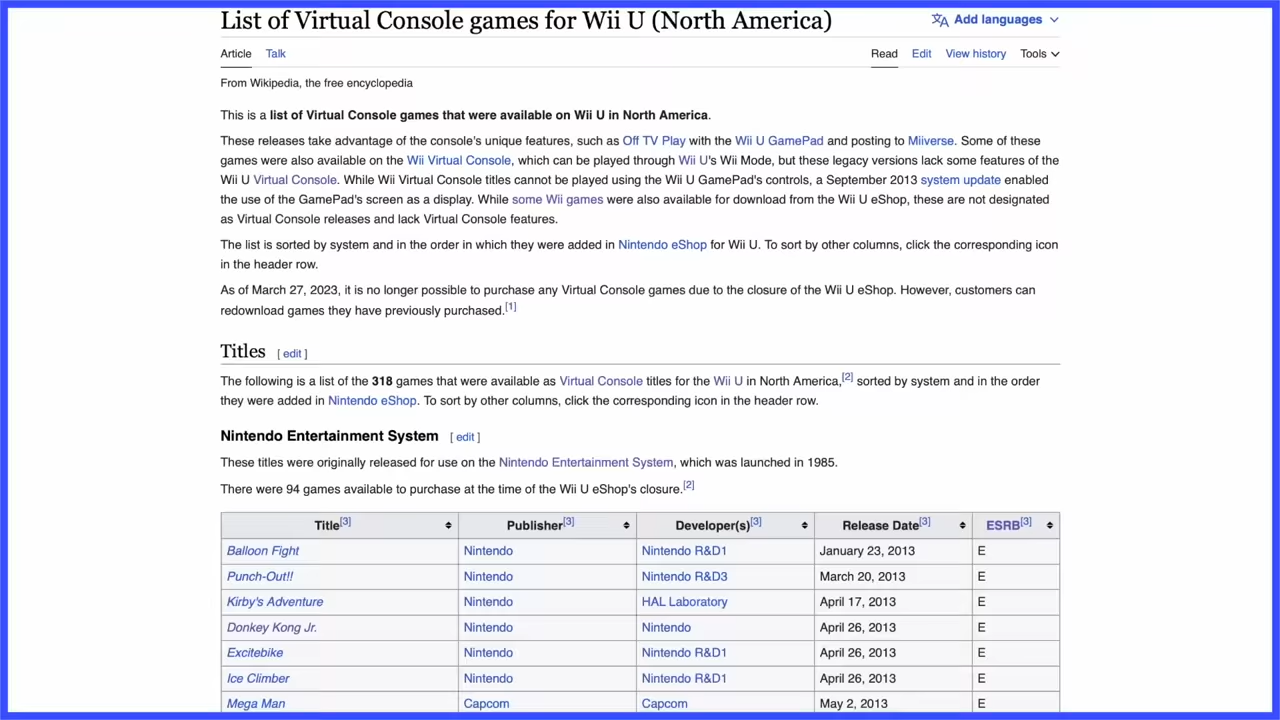 List of Virtual Console games for Wii U (North America)
Add languages
Article Talk Read Edit View history Tools
From Wikipedia, the free encyclopedia
This is a list of Virtual Console games that were available on Wii U in North America.
These releases take advantage of the console's unique features, such as Off TV Play with the Wii U GamePad and posting to Miiverse. Some of these
games were also available on the Wii Virtual Console, which can be played through Wii U's Wii Mode, but these legacy versions lack some features of the
Wii U Virtual Console. While Wii Virtual Console titles cannot be played using the Wii U GamePad's controls, a September 2013 system update enabled
the use of the GamePad's screen as a display. While some Wii games were also available for download from the Wii U eShop, these are not designated
as Virtual Console releases and lack Virtual Console features.
The list is sorted by system and in the order in which they were added in Nintendo eShop for Wii U. To sort by other columns, click the corresponding icon
in the header row.
As of March 27, 2023, it is no longer possible to purchase any Virtual Console games due to the closure of the Wii U eShop. However, customers can
redownload games they have previously purchased.[1]
Titles [ edit ]
The following is a list of the 318 games that were available as Virtual Console titles for the Wii U in North America,[2] sorted by system and in the order
they were added in Nintendo eShop. To sort by other columns, click the corresponding icon in the header row.
Nintendo Entertainment System [ edit ]
These titles were originally released for use on the Nintendo Entertainment System, which was launched in 1985.
There were 94 games available to purchase at the time of the Wii U eShop's closure.[2]
Title[3] Publisher[3] Developer(s)[3] Release Date[3] ESRB[3]
Balloon Fight Nintendo Nintendo R&D1 January 23, 2013 E
Punch-Out!! Nintendo Nintendo R&D3 March 20, 2013 E
Kirby's Adventure Nintendo HAL Laboratory April 17, 2013 E
Donkey Kong Jr. Nintendo Nintendo April 26, 2013 E
Excitebike Nintendo Nintendo R&D1 April 26, 2013 E
Ice Climber Nintendo Nintendo R&D1 April 26, 2013 E
Mega Man Capcom Capcom May 2, 2013 E